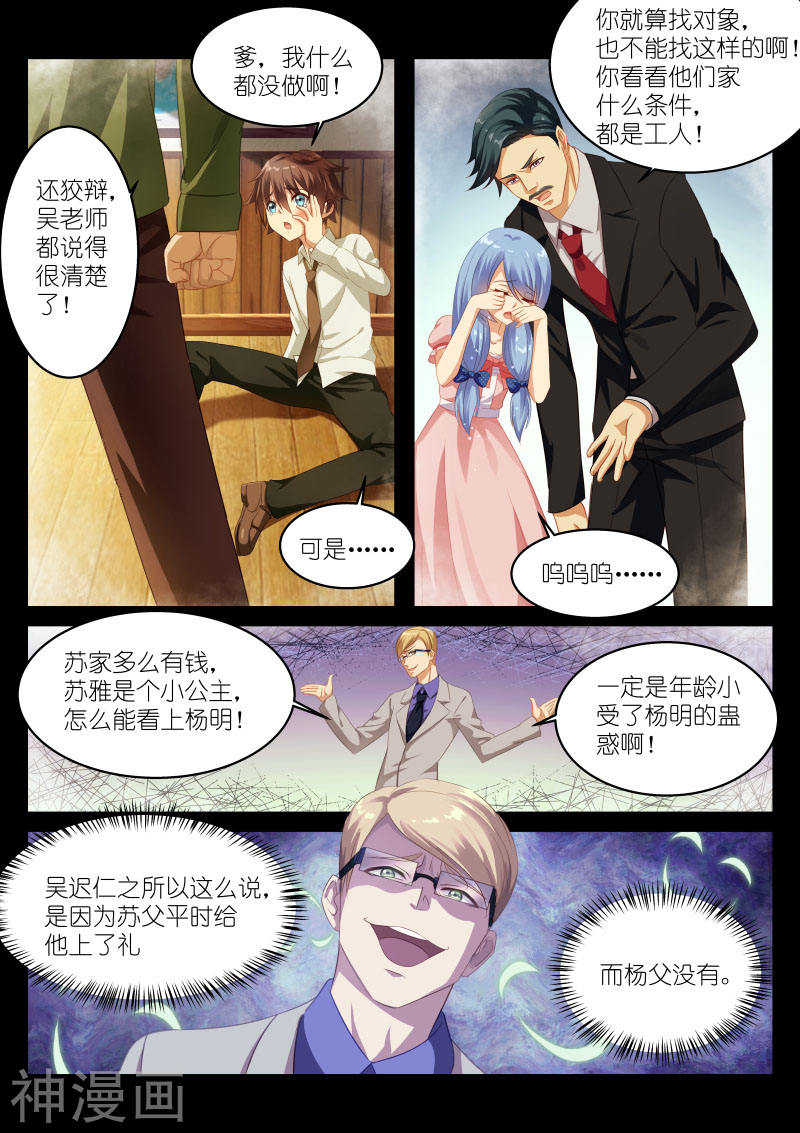 爹，我什么
都没做啊！
还狡辩，
吴老师
都说得
很清楚
了！
可是……
你就算找对象，
也不能找这样的啊！
你看看他们家
什么条件，
都是工人！
呜呜呜……
苏家多么有钱，
苏雅是个小公主，
怎么能看上杨明！
一定是年龄小
受了杨明的蛊
惑啊！
吴迟仁之所以这么说，
是因为苏父平时给
他上了礼
而杨父没有。
神漫画